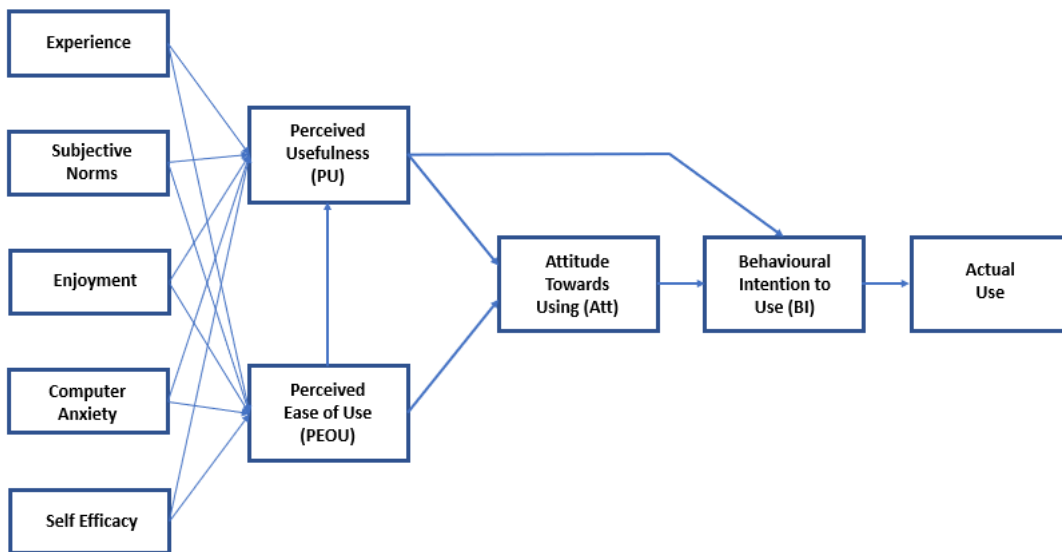 Experience
Subjective
Norms
Enjoyment
Computer
Anxiety
Self Efficacy
Perceived
Usefulness
(PU)
Perceived
Ease of Use
(PEOU)
Attitude
Towards
Using (Att)
Behavioural
Intention to
Use (BI)
Actual
Use